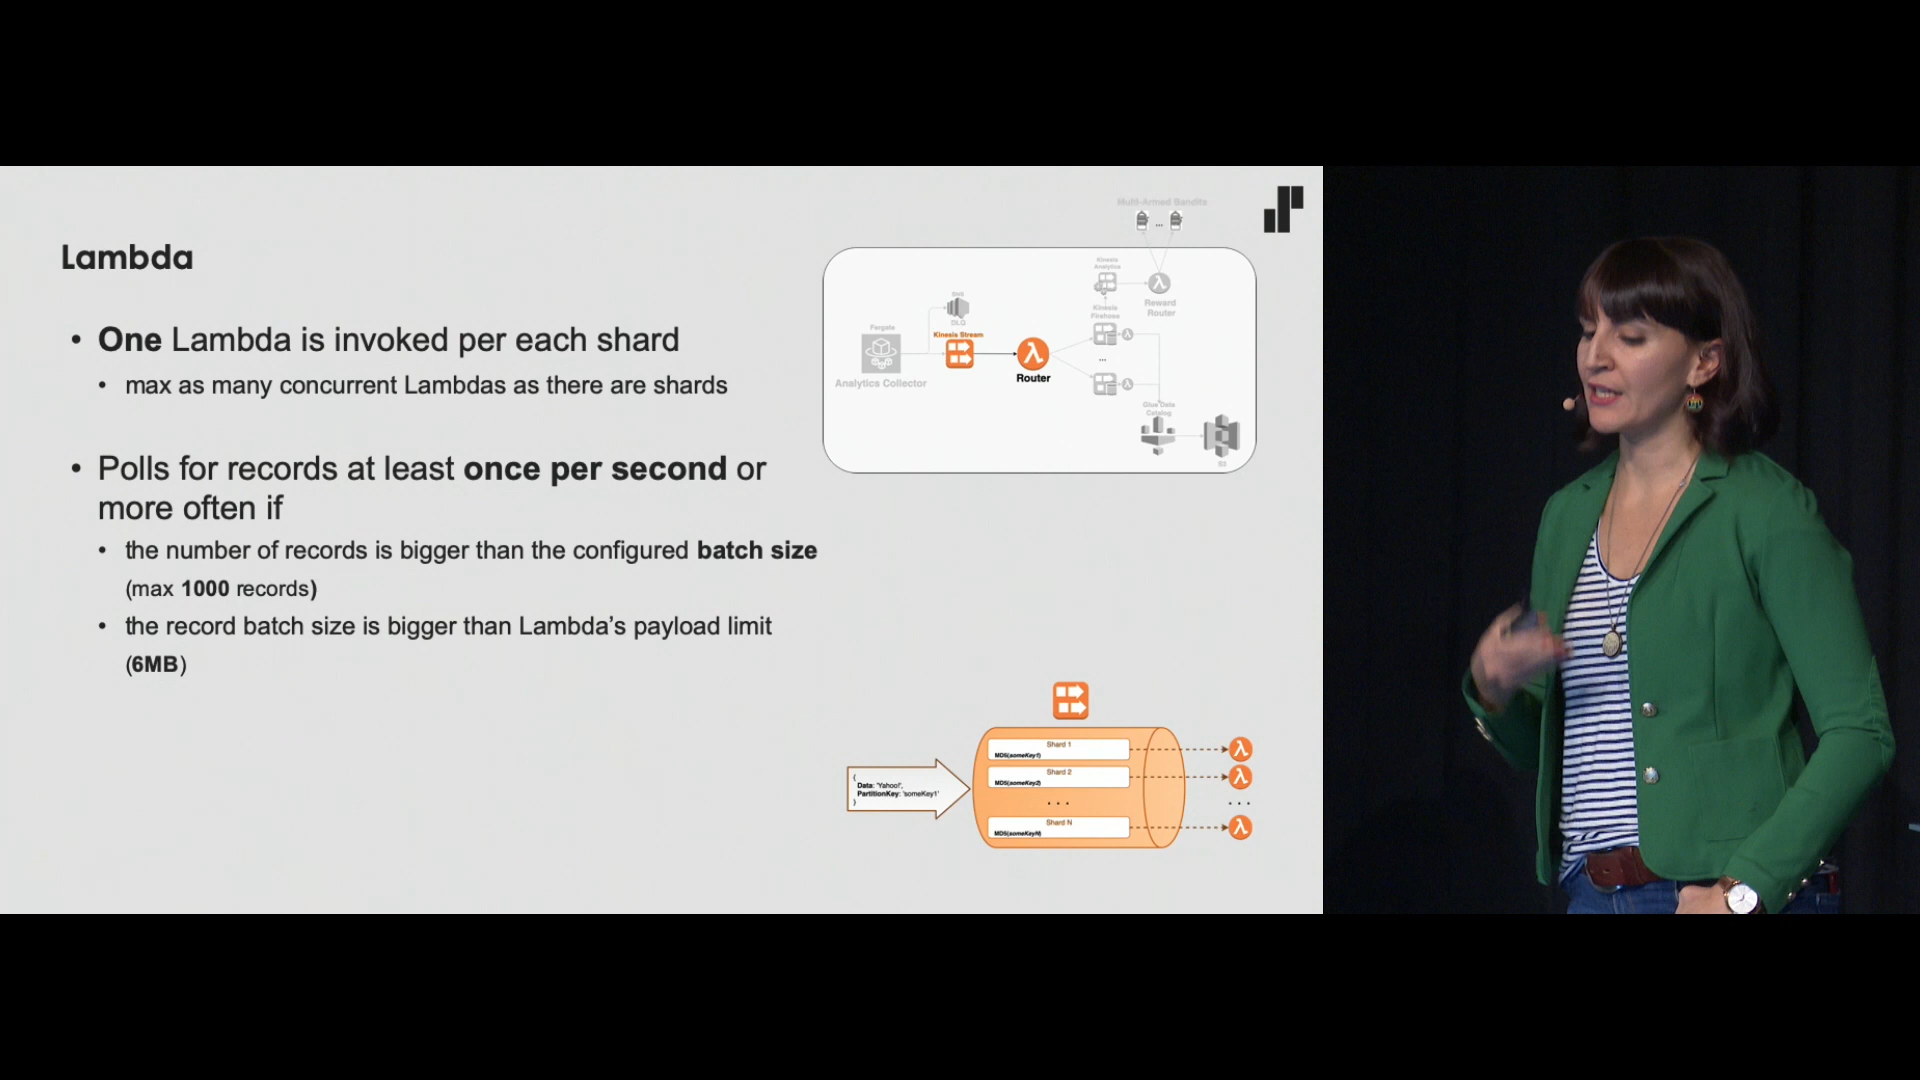 Lambda
• One Lambda is invoked per each shard
• max as many concurrent Lambdas as there are shards
• Polls for records at least once per second or
more often if
• the number of records is bigger than the configured batch size
(max 1000 records)
• the record batch size is bigger than Lambda's payload limit
(6MB)
Multi-Armed Bandits
...
Kinesis
Analytics
Reward
Router
SNS
DLQ
Kinesis
Firehose
Fargate
Kinesis Stream
Analytics Collector
Router
...
Glue Data
Catalog
S3
{
Data: 'Yahoo!',
PartitionKey: 'someKey1'
}
Shard 1
MD5(someKey1)
Shard 2
MD5(someKey2)
...
...
Shard N
MD5(someKeyN)
λ
λ
λ